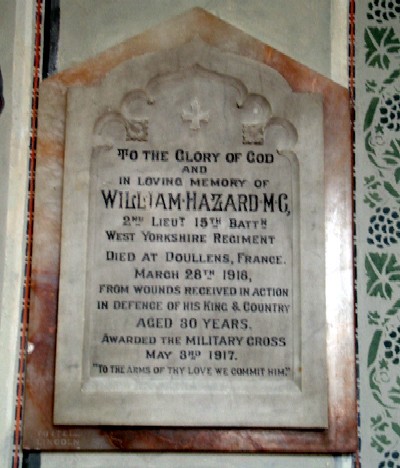 TO THE GLORY OF GOD
AND
IN LOVING MEMORY OF
WILLIAM·HAZARD·M·C,
2ND LIEUT 15TH BATTN
WEST YORKSHIRE REGIMENT
DIED AT DOULLENS, FRANCE.
MARCH 28TH 1918,
FROM WOUNDS RECEIVED IN ACTION
IN DEFENCE OF HIS KING & COUNTRY
AGED 30 YEARS.
AWARDED THE MILITARY CROSS
MAY 3RD 1917.
"TO THE ARMS OF THY LOVE WE COMMIT HIM."
LINCOLN